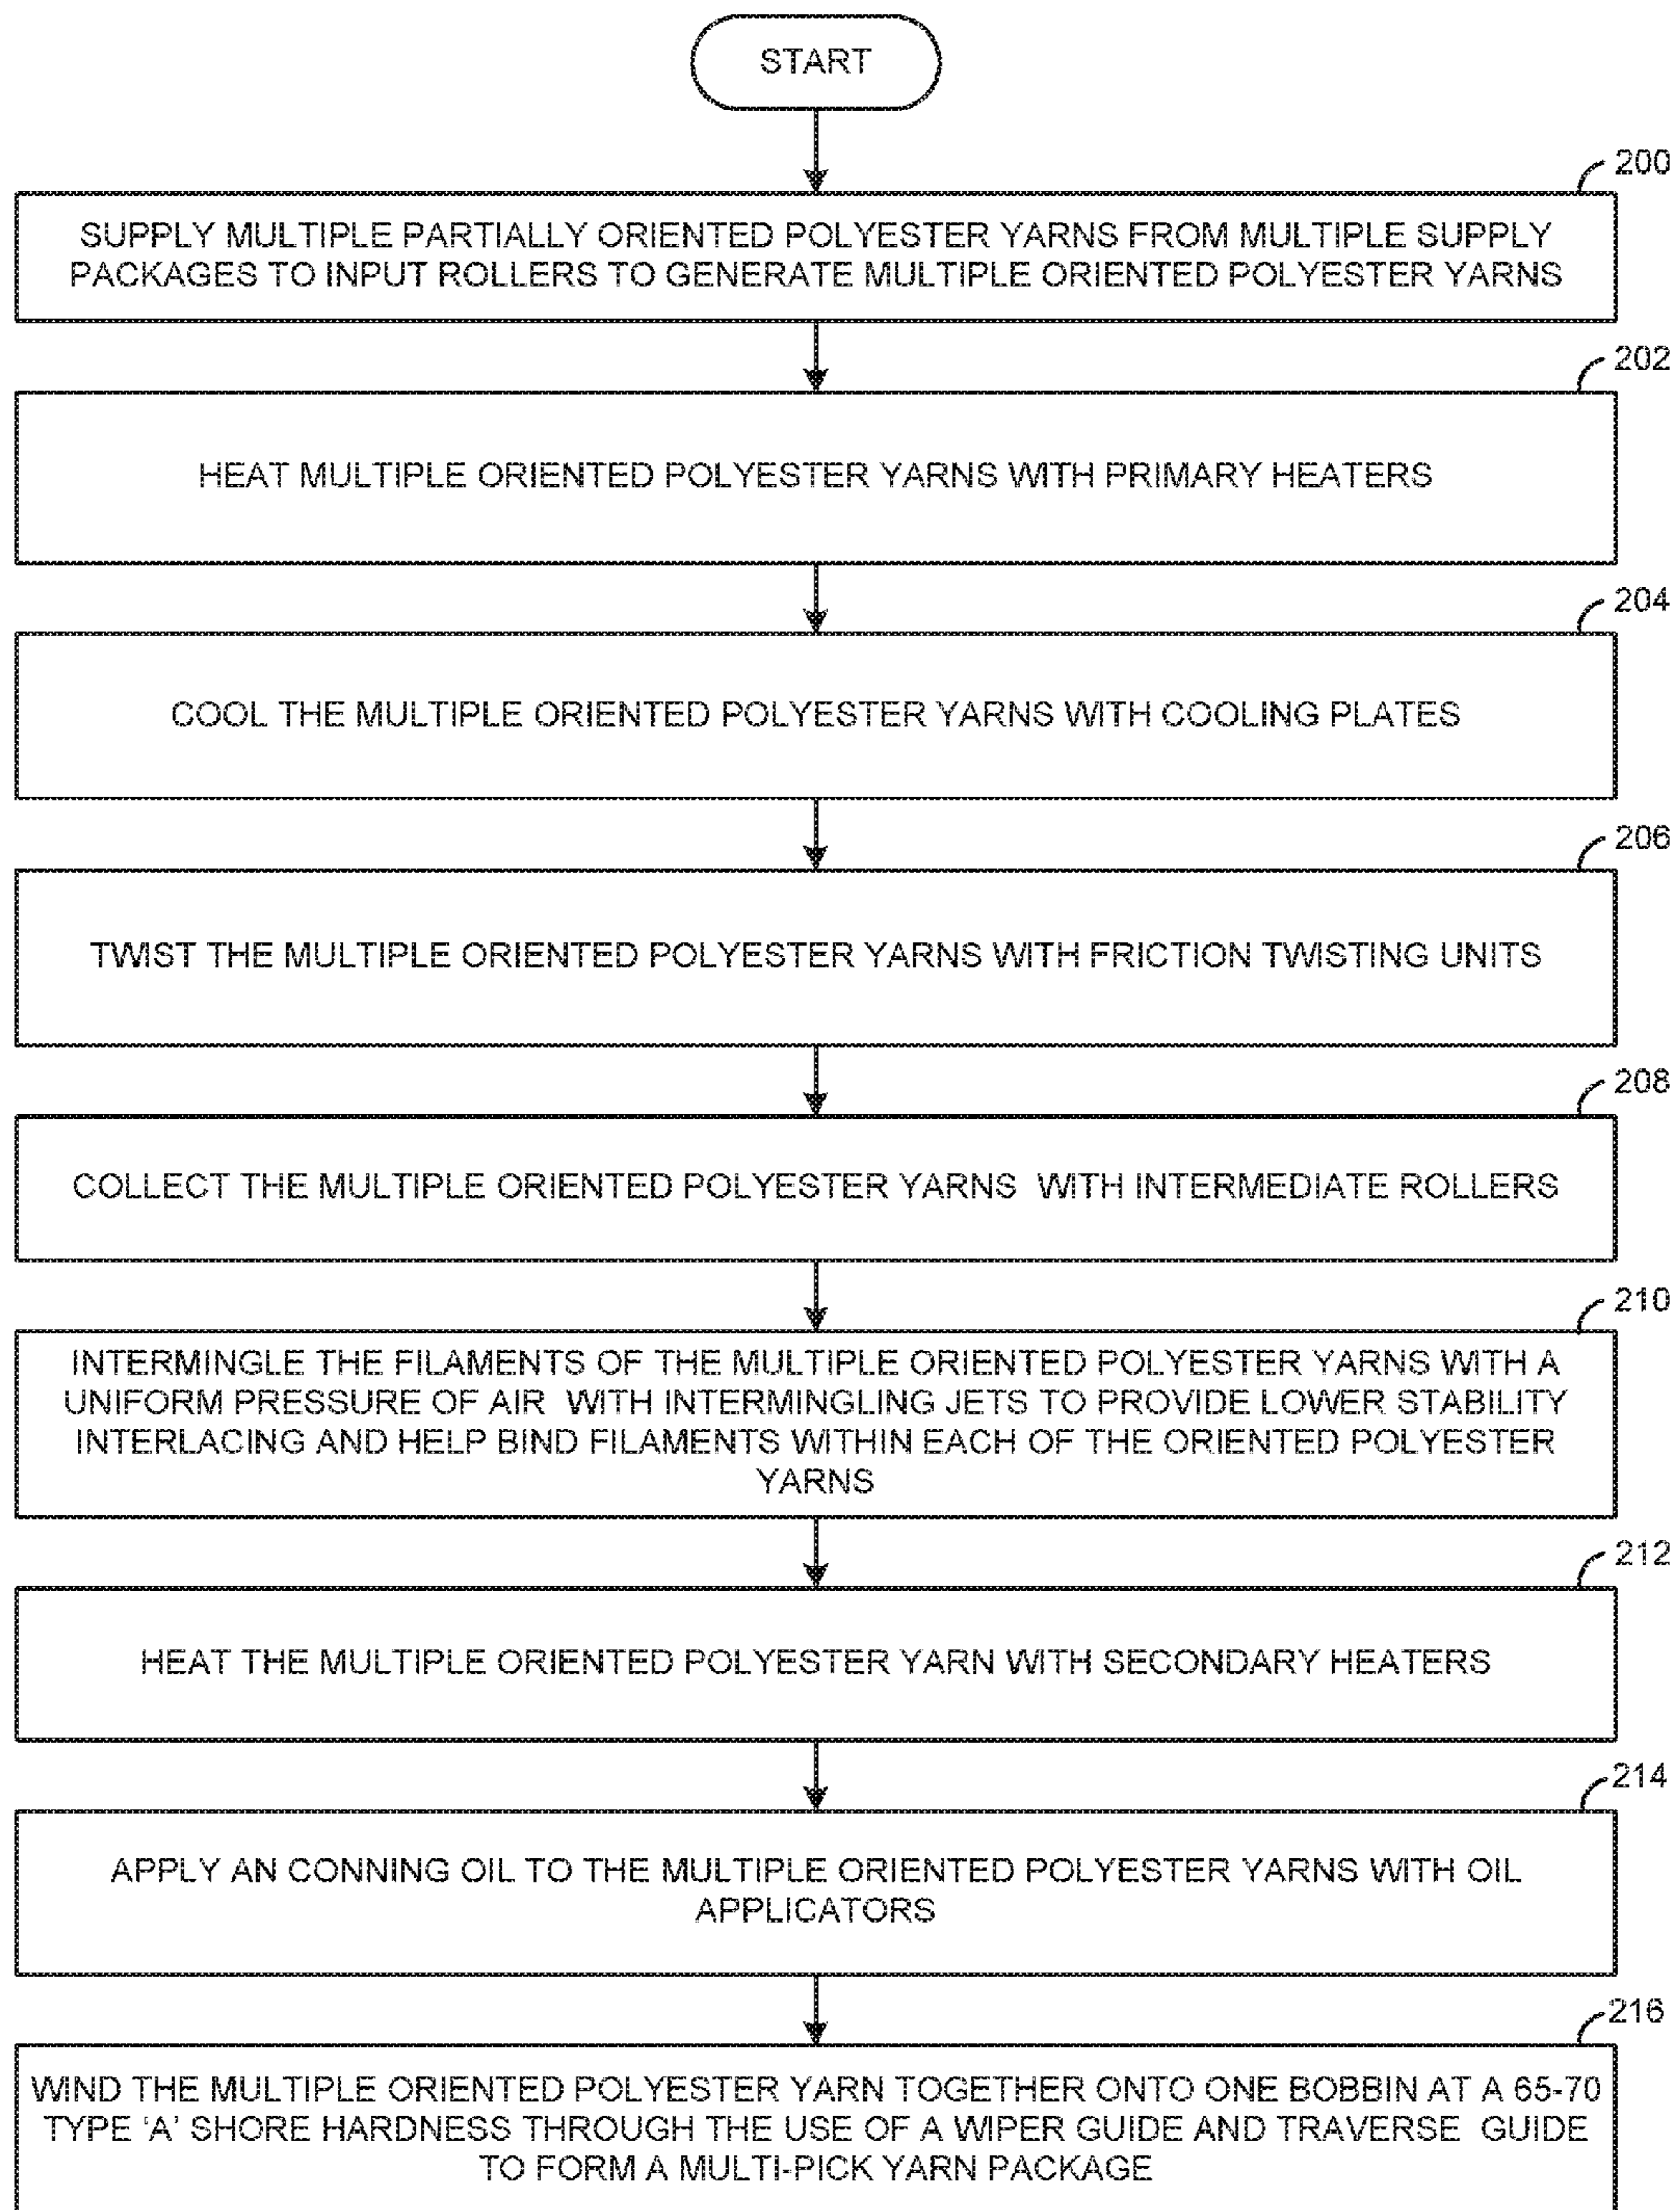 START
200
SUPPLY MULTIPLE PARTIALLY ORIENTED POLYESTER YARNS FROM MULTIPLE SUPPLY
PACKAGES TO INPUT ROLLERS TO GENERATE MULTIPLE ORIENTED POLYESTER YARNS
202
HEAT MULTIPLE ORIENTED POLYESTER YARNS WITH PRIMARY HEATERS
204
COOL THE MULTIPLE ORIENTED POLYESTER YARNS WITH COOLING PLATES
206
TWIST THE MULTIPLE ORIENTED POLYESTER YARNS WITH FRICTION TWISTING UNITS
208
COLLECT THE MULTIPLE ORIENTED POLYESTER YARNS WITH INTERMEDIATE ROLLERS
210
INTERMINGLE THE FILAMENTS OF THE MULTIPLE ORIENTED POLYESTER YARNS WITH A
UNIFORM PRESSURE OF AIR WITH INTERMINGLING JETS TO PROVIDE LOWER STABILITY
INTERLACING AND HELP BIND FILAMENTS WITHIN EACH OF THE ORIENTED POLYESTER
YARNS
212
HEAT THE MULTIPLE ORIENTED POLYESTER YARN WITH SECONDARY HEATERS
214
APPLY AN CONNING OIL TO THE MULTIPLE ORIENTED POLYESTER YARNS WITH OIL
APPLICATORS
216
WIND THE MULTIPLE ORIENTED POLYESTER YARN TOGETHER ONTO ONE BOBBIN AT A 65-70
TYPE 'A' SHORE HARDNESS THROUGH THE USE OF A WIPER GUIDE AND TRAVERSE GUIDE
TO FORM A MULTI-PICK YARN PACKAGE